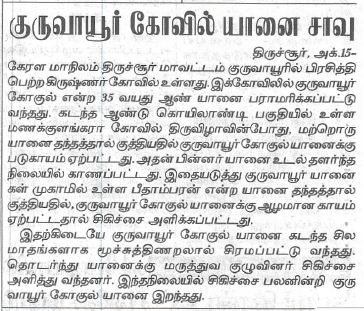 குருவாயூர் கோவில் யானை சாவு
திருச்சூர், அக்.15–
கேரள மாநிலம் திருச்சூர் மாவட்டம் குருவாயூரில் பிரசித்தி
பெற்ற கிருஷ்ணர் கோவில் உள்ளது. இக்கோவிலில் குருவாயூர்
கோகுல் என்ற 35 வயது ஆண் யானை பராமரிக்கப்பட்டு
வந்தது. கடந்த ஆண்டு கொயிலாண்டி பகுதியில் உள்ள
மணக்குளங்கரா கோவில் திருவிழாவின்போது, மற்றொரு
யானை தந்தத்தால் குத்தியதில் குருவாயூர் கோகுல் யானைக்கு
படுகாயம் ஏற்பட்டது. அதன் பின்னர் யானை உடல் தளர்ந்த
நிலையில் காணப்பட்டது. இதையடுத்து குருவாயூர் யானை
கள் முகாமில் உள்ள பீதாம்பரன் என்ற யானை தந்தத்தால்
குத்தியதில், குருவாயூர் கோகுல் யானைக்கு ஆழமான காயம்
ஏற்பட்டதால் சிகிச்சை அளிக்கப்பட்டது.
இதற்கிடையே குருவாயூர் கோகுல் யானை கடந்த சில
மாதங்களாக மூச்சுத்திணறலால் சிரமப்பட்டு வந்தது.
தொடர்ந்து யானைக்கு மருத்துவ குழுவினர் சிகிச்சை
அளித்து வந்தனர். இந்தநிலையில் சிகிச்சை பலனின்றி குரு
வாயூர் கோகுல் யானை இறந்தது.